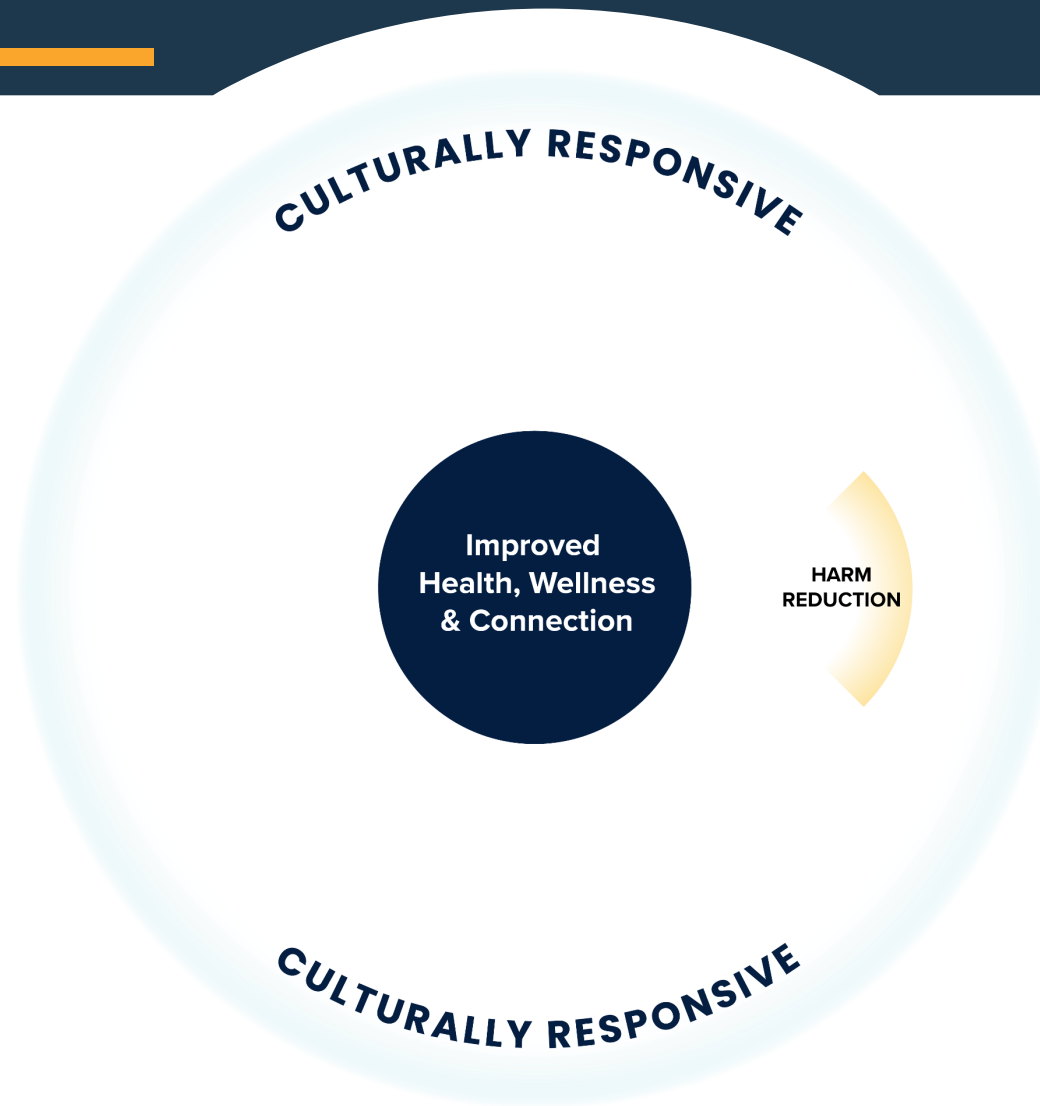 CULTURALLY RESPONSIVE
Improved
Health, Wellness
& Connection
HARM
REDUCTION
CULTURALLY RESPONSIVE